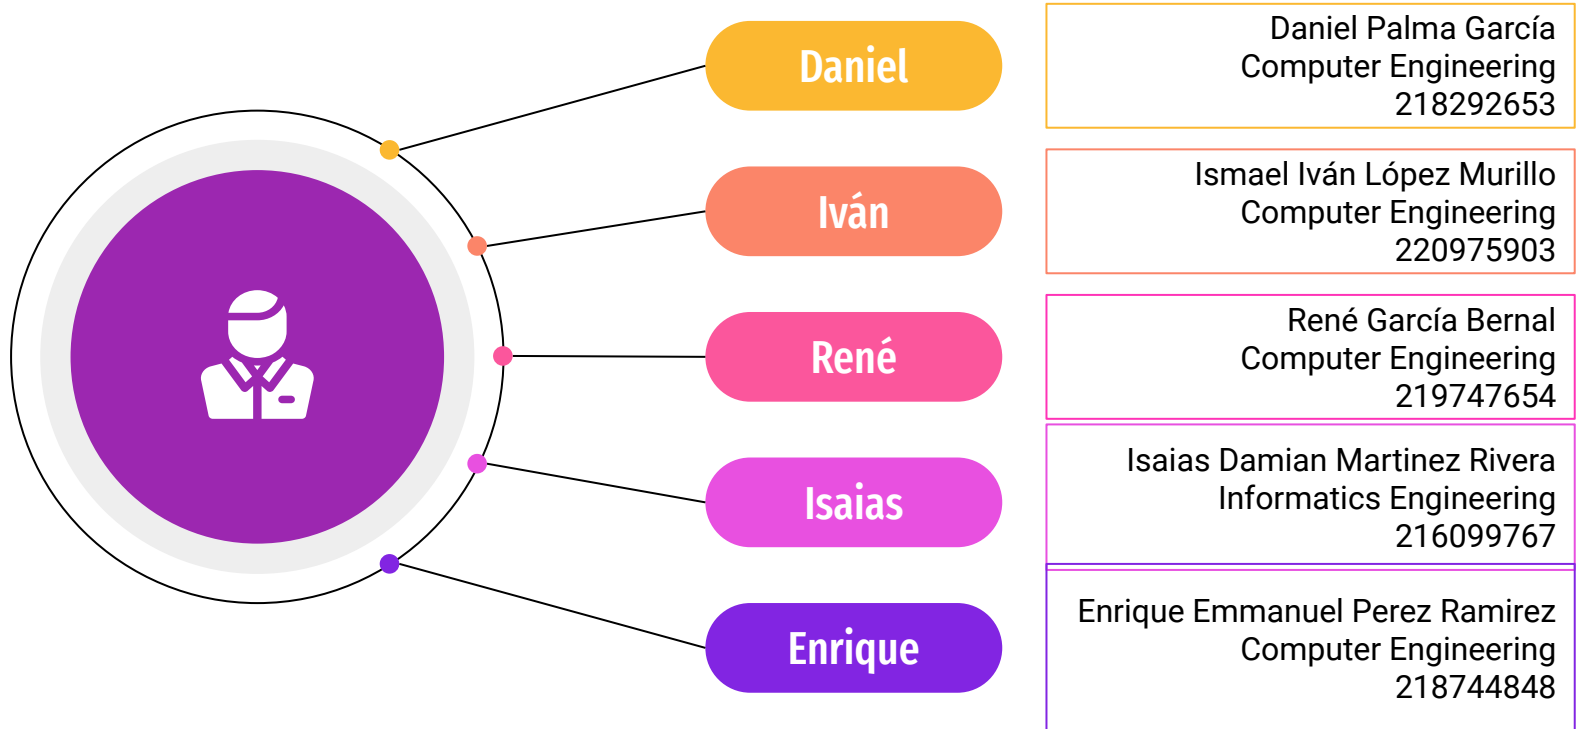 Daniel
Daniel Palma García
Computer Engineering
218292653
Iván
Ismael Iván López Murillo
Computer Engineering
220975903
René
René García Bernal
Computer Engineering
219747654
Isaias
Isaias Damian Martinez Rivera
Informatics Engineering
216099767
Enrique
Enrique Emmanuel Perez Ramirez
Computer Engineering
218744848